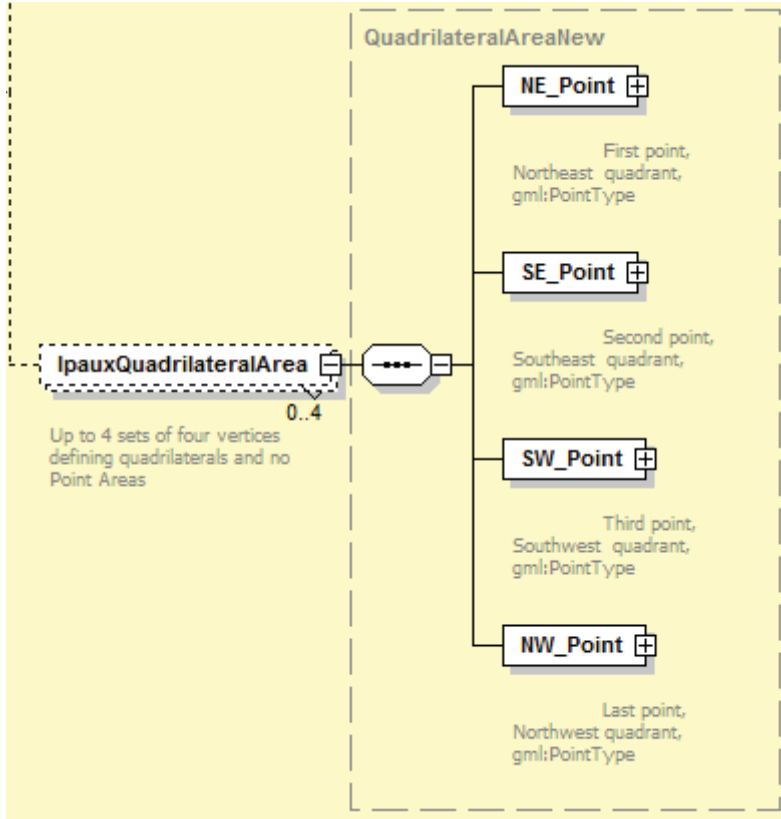 QuadrilateralAreaNew
NE_Point
First point,
Northeast quadrant,
gml:PointType
SE_Point
Second point,
Southeast quadrant,
gml:PointType
IpauxQuadrilateralArea
0..4
Up to 4 sets of four vertices
defining quadrilaterals and no
Point Areas
SW_Point
Third point,
Southwest quadrant,
gml:PointType
NW_Point
Last point,
Northwest quadrant,
gml:PointType